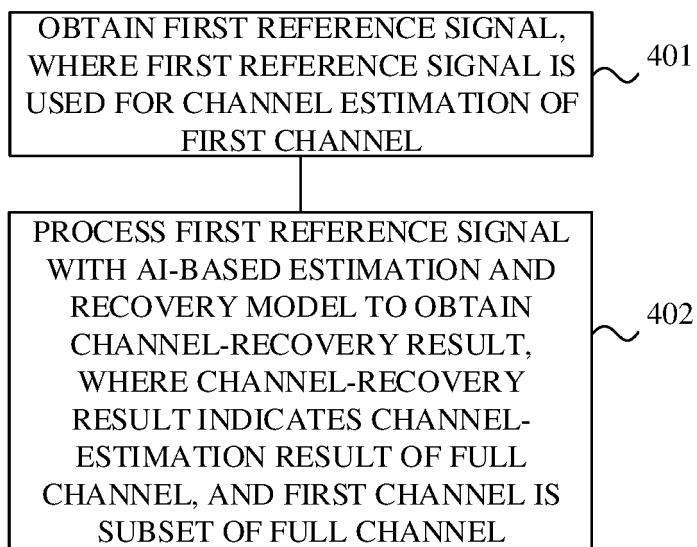 OBTAIN FIRST REFERENCE SIGNAL,
WHERE FIRST REFERENCE SIGNAL IS
USED FOR CHANNEL ESTIMATION OF
FIRST CHANNEL
401
PROCESS FIRST REFERENCE SIGNAL
WITH AI-BASED ESTIMATION AND
RECOVERY MODEL TO OBTAIN
CHANNEL-RECOVERY RESULT,
WHERE CHANNEL-RECOVERY
RESULT INDICATES CHANNEL-
ESTIMATION RESULT OF FULL
CHANNEL, AND FIRST CHANNEL IS
SUBSET OF FULL CHANNEL
402